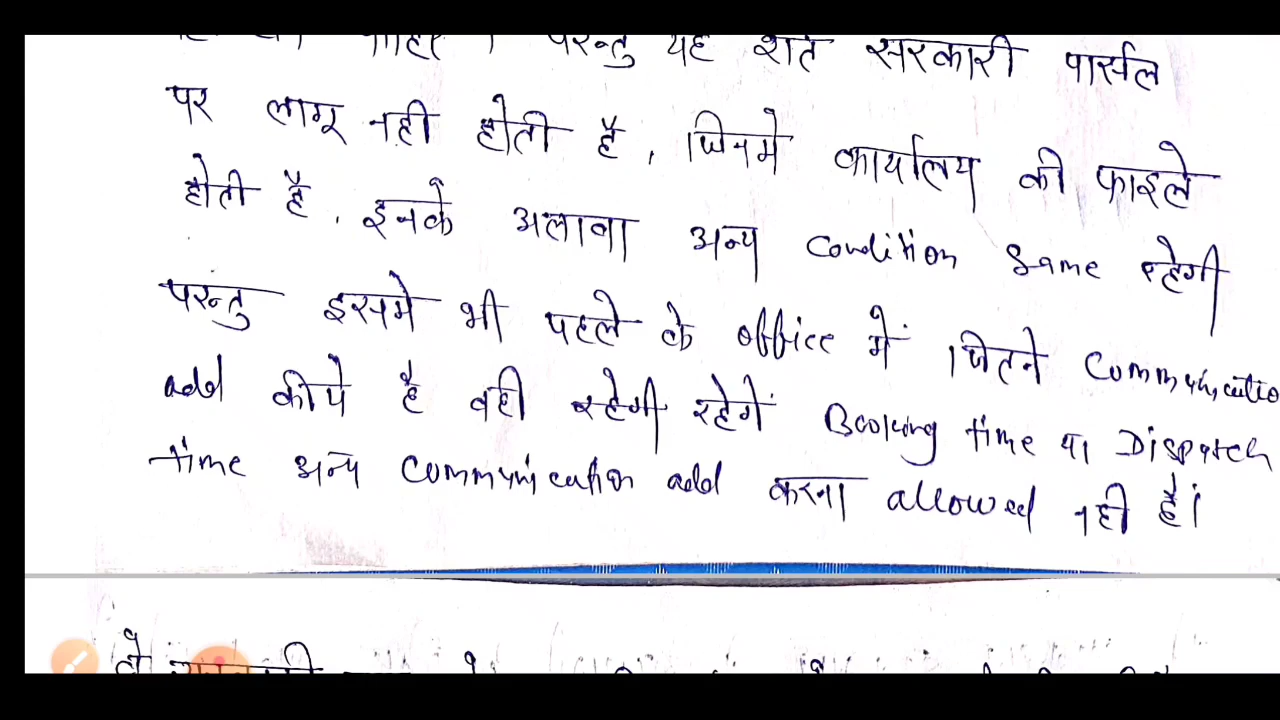 परन्तु यह शर्त सरकारी पार्सल
पर लागू नही होती है, जिनमे कार्यालय की फाइले
होती है, इनके अलावा अन्य condition same रहेगी
परन्तु इसमे भी पहले के office में जितने Communicatio
add कीये है वही रहेगी रहेगें Booking time या Dispatch
time अन्य communication add करना allowed नही है।